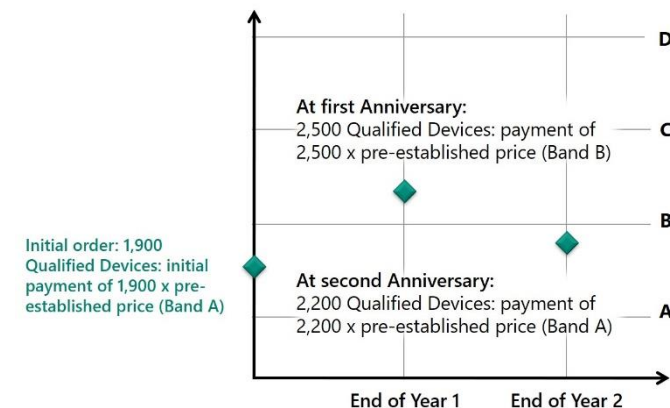 D
At first Anniversary:
2,500 Qualified Devices: payment of
2,500 x pre-established price (Band B)
C
B
Initial order: 1,900
Qualified Devices: initial
payment of 1,900 x pre-
established price (Band A)
At second Anniversary:
2,200 Qualified Devices: payment of
2,200 x pre-established price (Band A)
A
End of Year 1
End of Year 2